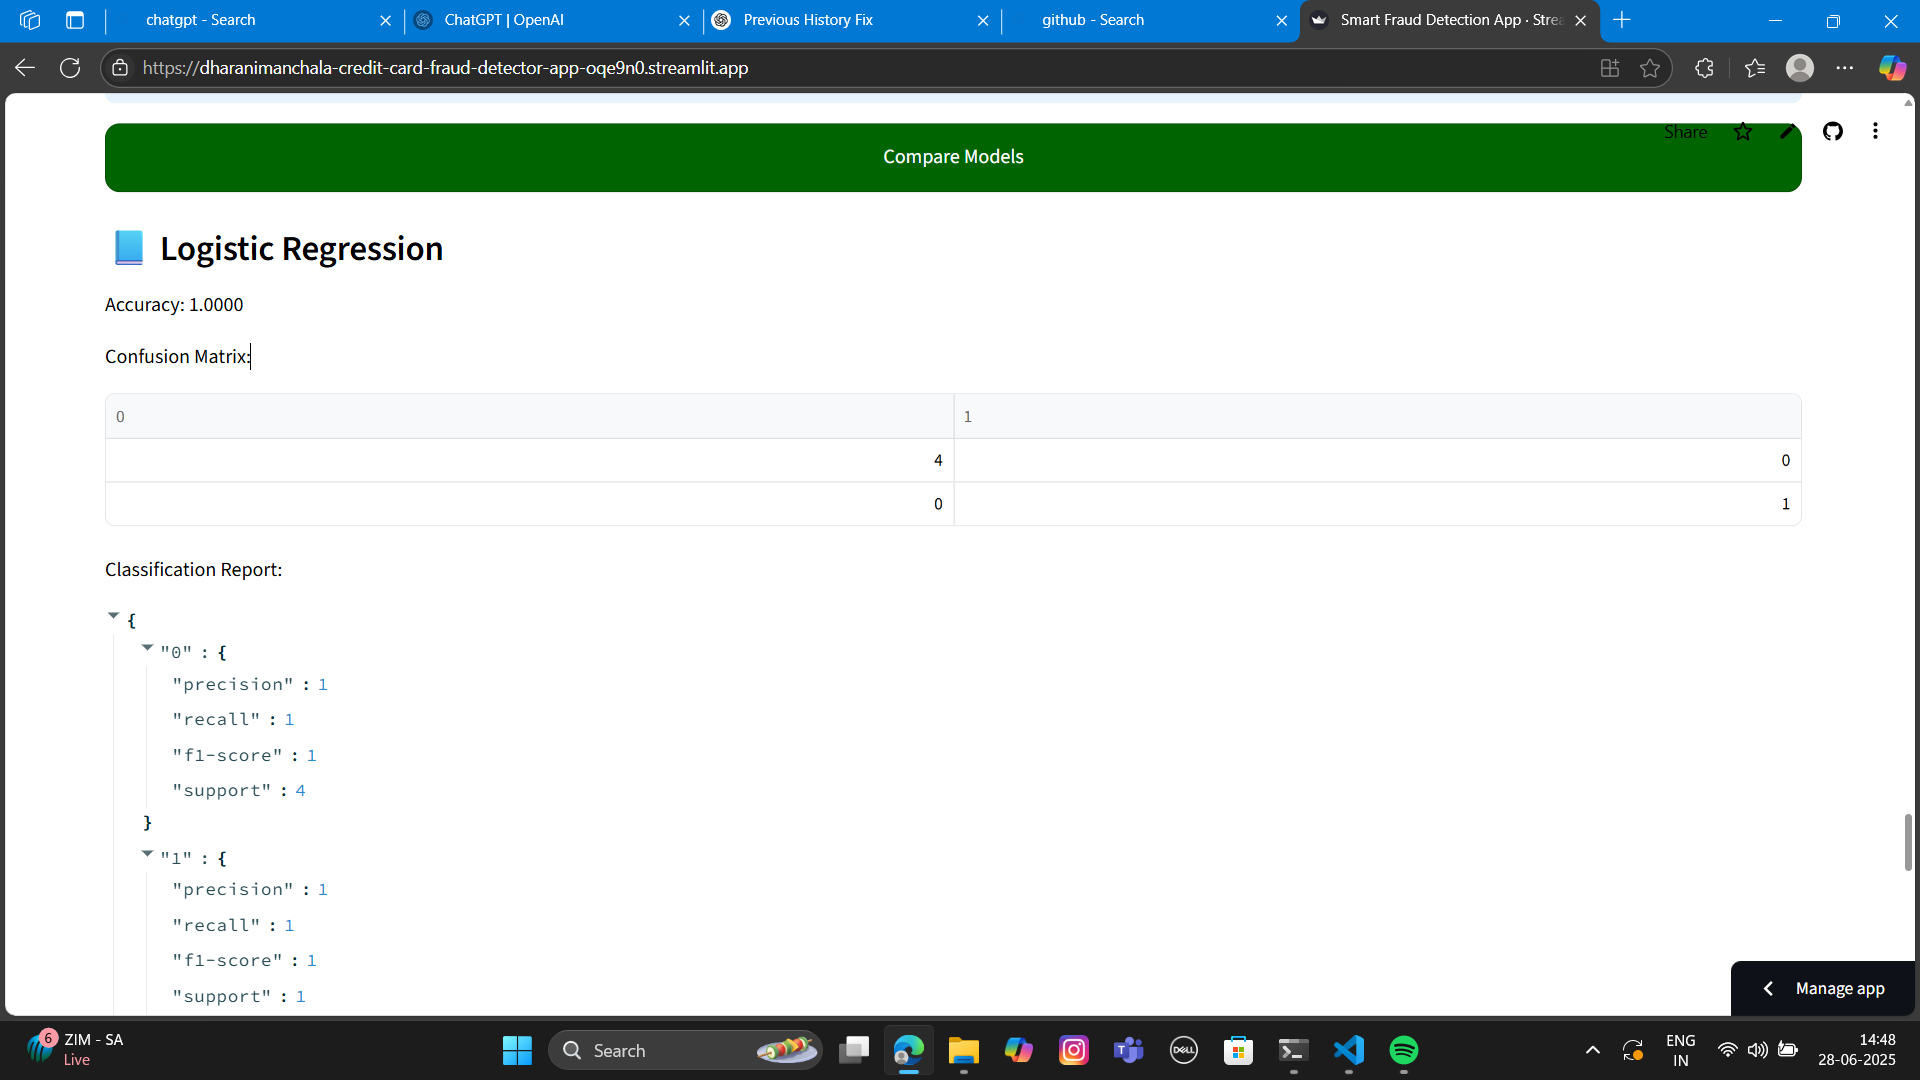 chatgpt - Search
ChatGPT | OpenAI
Previous History Fix
github - Search
Smart Fraud Detection App · Strea
https://dharanimanchala-credit-card-fraud-detector-app-oqe9n0.streamlit.app
Share
Compare Models
Logistic Regression
Accuracy: 1.0000
Confusion Matrix:
0 1
4 0
0 1
Classification Report:
{
"0" : {
"precision" : 1
"recall" : 1
"f1-score" : 1
"support" : 4
}
"1" : {
"precision" : 1
"recall" : 1
"f1-score" : 1
"support" : 1
Manage app
6
ZIM - SA
Live
Search
DELL
ENG
IN
14:48
28-06-2025